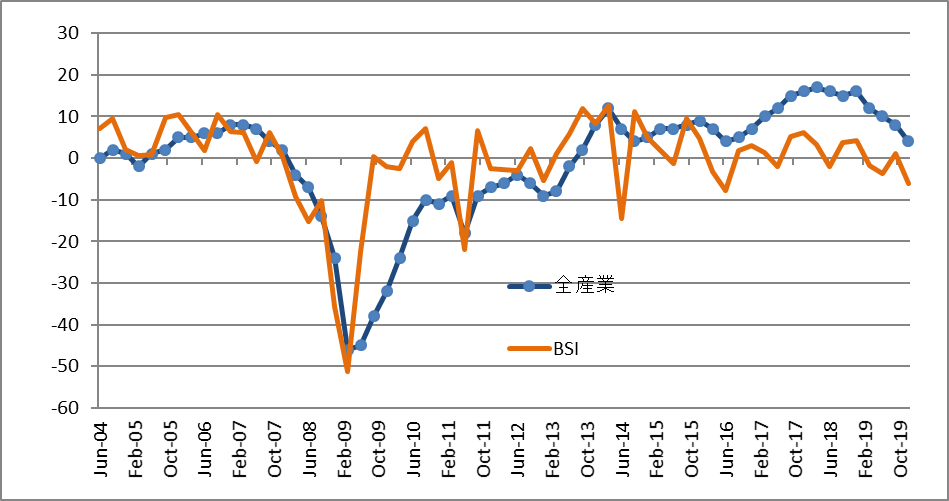 30
20
10
0
-10
-20
-30
-40
-50
-60
全産業
BSI
Jun-04
Feb-05
Oct-05
Jun-06
Feb-07
Oct-07
Jun-08
Feb-09
Oct-09
Jun-10
Feb-11
Oct-11
Jun-12
Feb-13
Oct-13
Jun-14
Feb-15
Oct-15
Jun-16
Feb-17
Oct-17
Jun-18
Feb-19
Oct-19